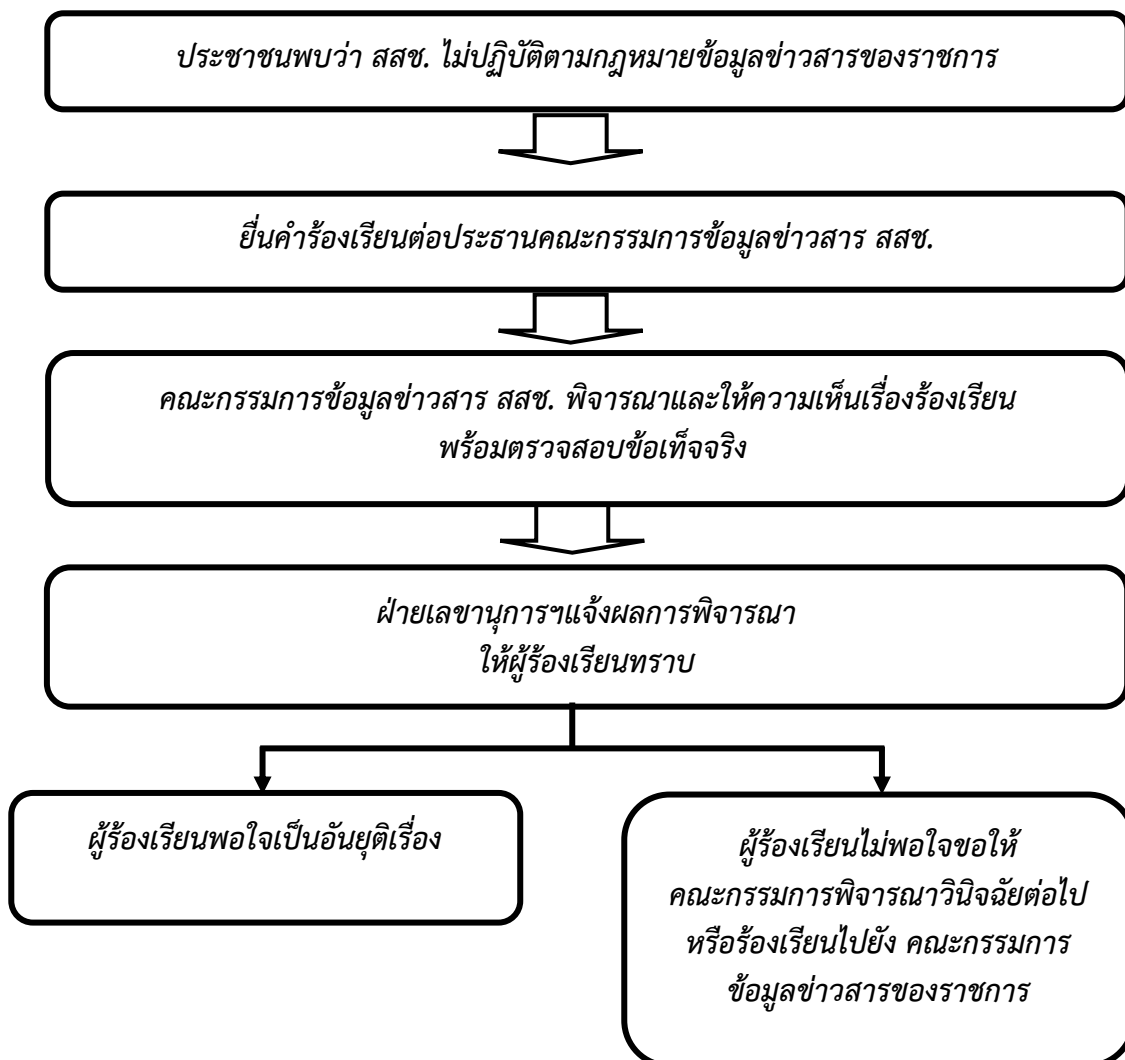 ประชาชนพบว่า สสช. ไม่ปฏิบัติตามกฎหมายข้อมูลข่าวสารของราชการ
ยื่นคำร้องเรียนต่อประธานคณะกรรมการข้อมูลข่าวสาร สสช.
คณะกรรมการข้อมูลข่าวสาร สสช. พิจารณาและให้ความเห็นเรื่องร้องเรียน
พร้อมตรวจสอบข้อเท็จจริง
ฝ่ายเลขานุการฯแจ้งผลการพิจารณา
ให้ผู้ร้องเรียนทราบ
ผู้ร้องเรียนพอใจเป็นอันยุติเรื่อง
ผู้ร้องเรียนไม่พอใจขอให้
คณะกรรมการพิจารณาวินิจฉัยต่อไป
หรือร้องเรียนไปยัง คณะกรรมการ
ข้อมูลข่าวสารของราชการ